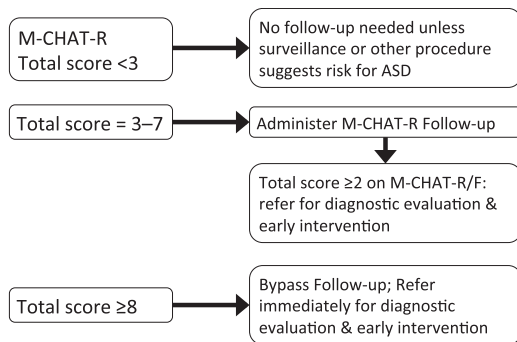 M-CHAT-R
Total score <3
No follow-up needed unless
surveillance or other procedure
suggests risk for ASD
Total score = 3–7
Administer M-CHAT-R Follow-up
Total score ≥2 on M-CHAT-R/F:
refer for diagnostic evaluation &
early intervention
Total score ≥8
Bypass Follow-up; Refer
immediately for diagnostic
evaluation & early intervention